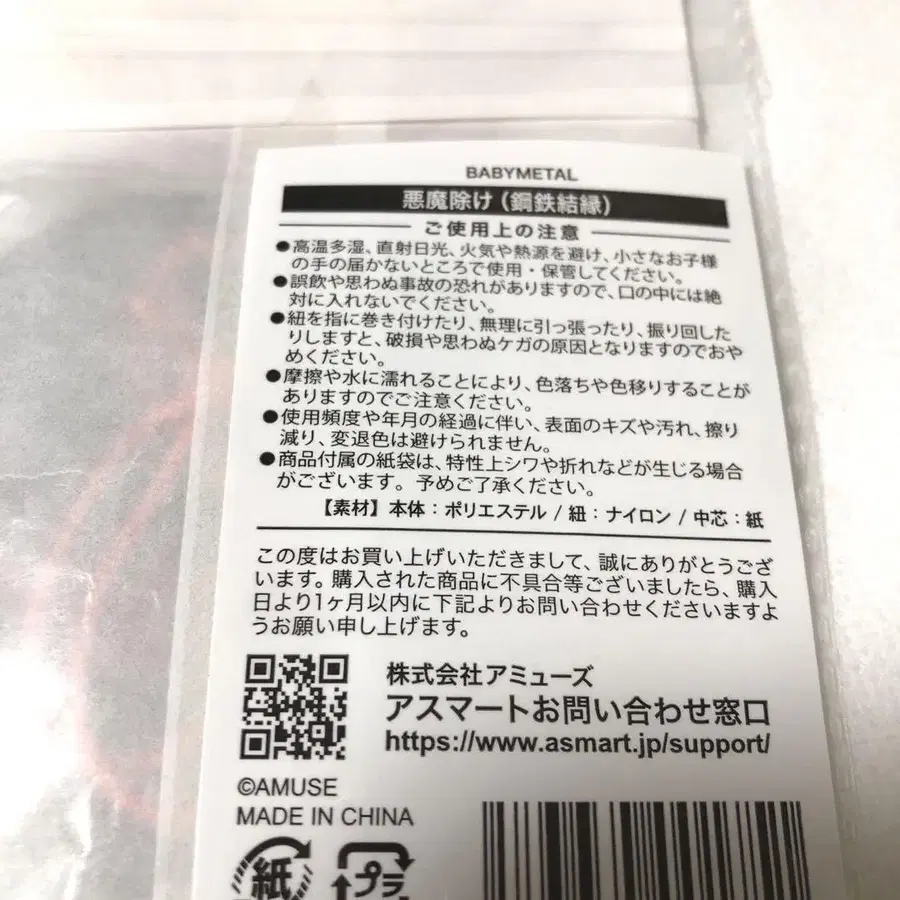 BABYMETAL
悪魔除け(鋼鉄結縁)
ご使用上の注意
●高温多湿、直射日光、火気や熱源を避け、小さなお子様
の手の届かないところで使用・保管してください。
●誤飲や思わぬ事故の恐れがありますので、口の中には絶
対に入れないでください。
●紐を指に巻き付けたり、無理に引っ張ったり、振り回した
りしますと、破損や思わぬケガの原因となりますのでおや
めください。
●摩擦や水に濡れることにより、色落ちや色移りすることが
ありますのでご注意ください。
●使用頻度や年月の経過に伴い、表面のキズや汚れ、擦り
減り、変退色は避けられません。
●商品付属の紙袋は、特性上シワや折れなどが生じる場合
がございます。予めご了承ください。
【素材】本体：ポリエステル / 紐：ナイロン / 中芯：紙
この度はお買い上げいただきまして、誠にありがとうござ
います。購入された商品に不具合等ございましたら、購入
日より1ヶ月以内に下記よりお問い合わせくださいますよ
うお願い申し上げます。
株式会社アミューズ
アスマートお問い合わせ窓口
https://www.asmart.jp/support/
©AMUSE
MADE IN CHINA
紙
プラ